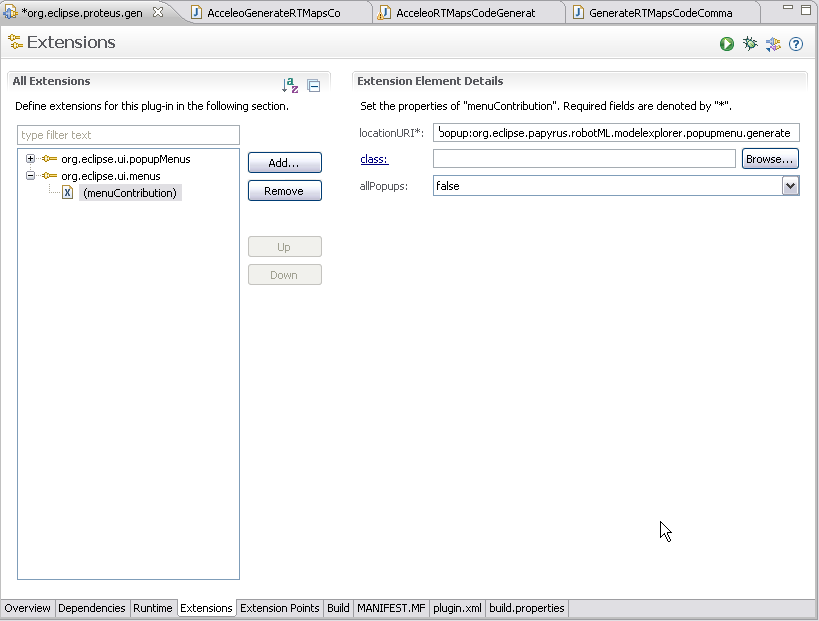 *org.eclipse.proteus.gen AcceleoGenerateRTMapsCo AcceleoRTMapsCodeGenerat GenerateRTMapsCodeComma
Extensions
All Extensions
Define extensions for this plug-in in the following section.
type filter text
org.eclipse.ui.popupMenus
org.eclipse.ui.menus
(menuContribution)
Add...
Remove
Up
Down
Extension Element Details
Set the properties of "menuContribution". Required fields are denoted by "*".
locationURI*: popup:org.eclipse.papyrus.robotML.modelexplorer.popupmenu.generate
class: Browse...
allPopups: false
Overview Dependencies Runtime Extensions Extension Points Build MANIFEST.MF plugin.xml build.properties